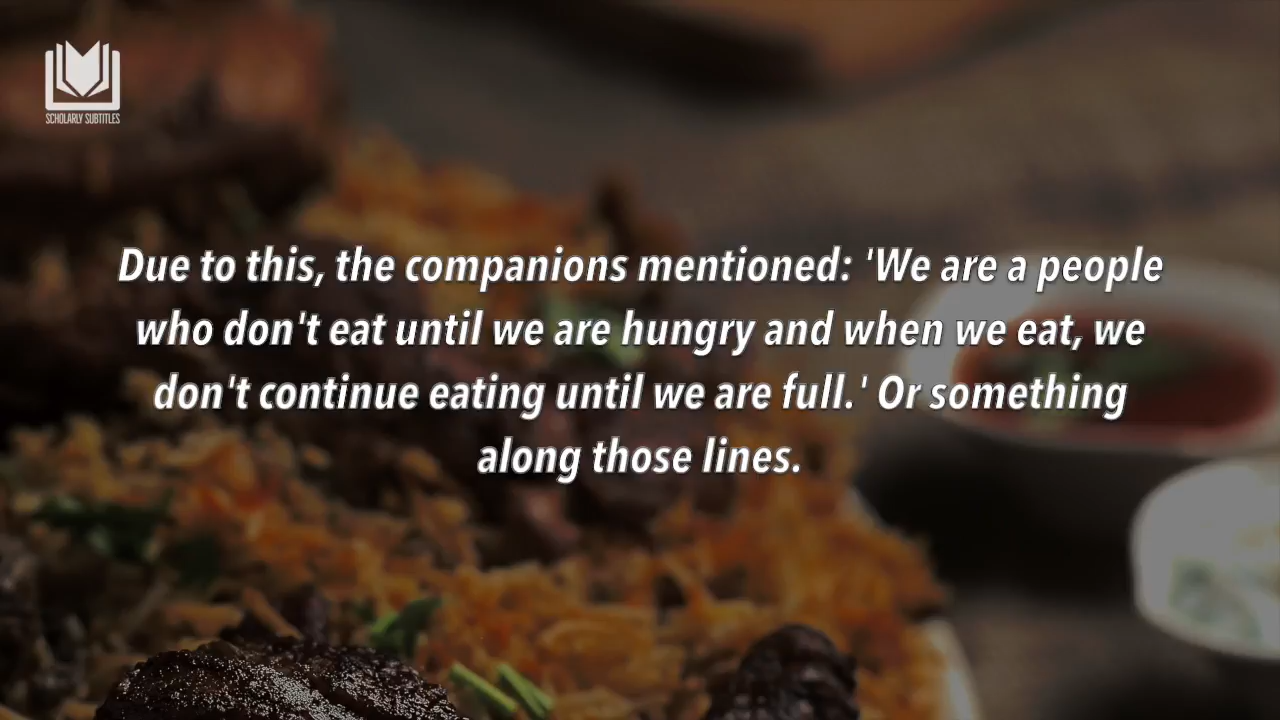 SCHOLARLY SUBTITLES
Due to this, the companions mentioned: 'We are a people
who don't eat until we are hungry and when we eat, we
don't continue eating until we are full.' Or something
along those lines.